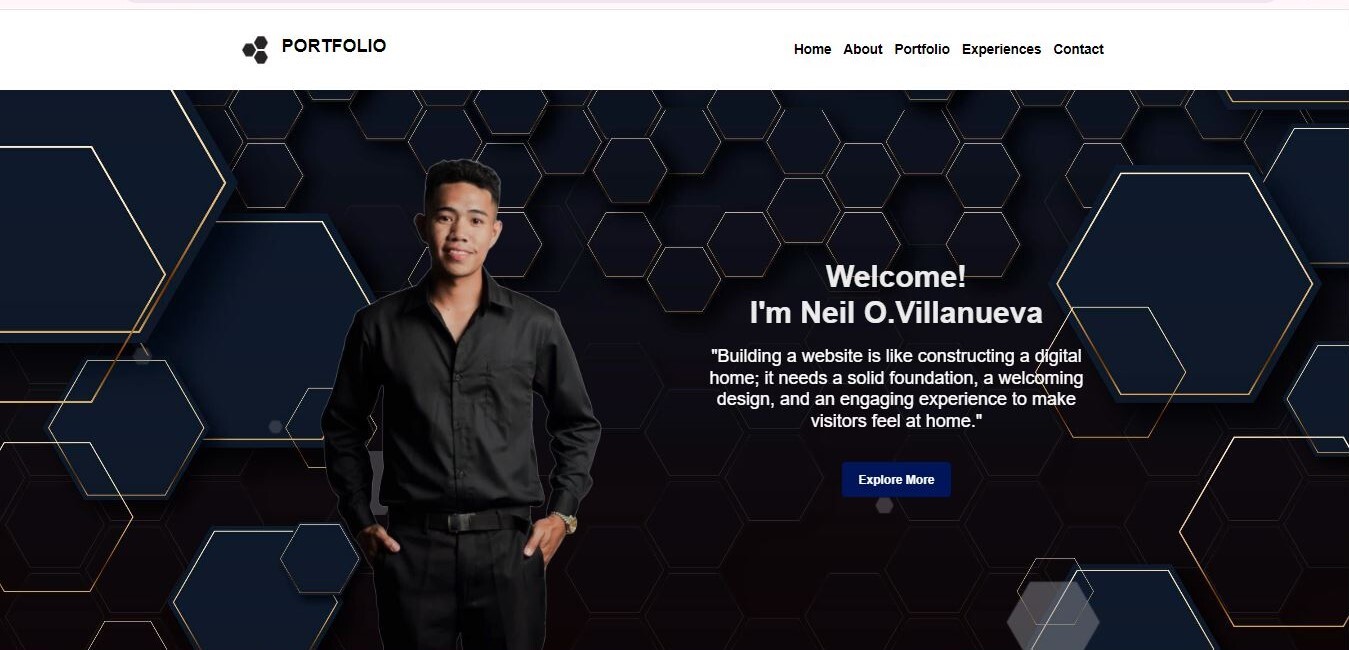 PORTFOLIO
Home About Portfolio Experiences Contact
Welcome!
I'm Neil O.Villanueva
"Building a website is like constructing a digital
home; it needs a solid foundation, a welcoming
design, and an engaging experience to make
visitors feel at home."
Explore More